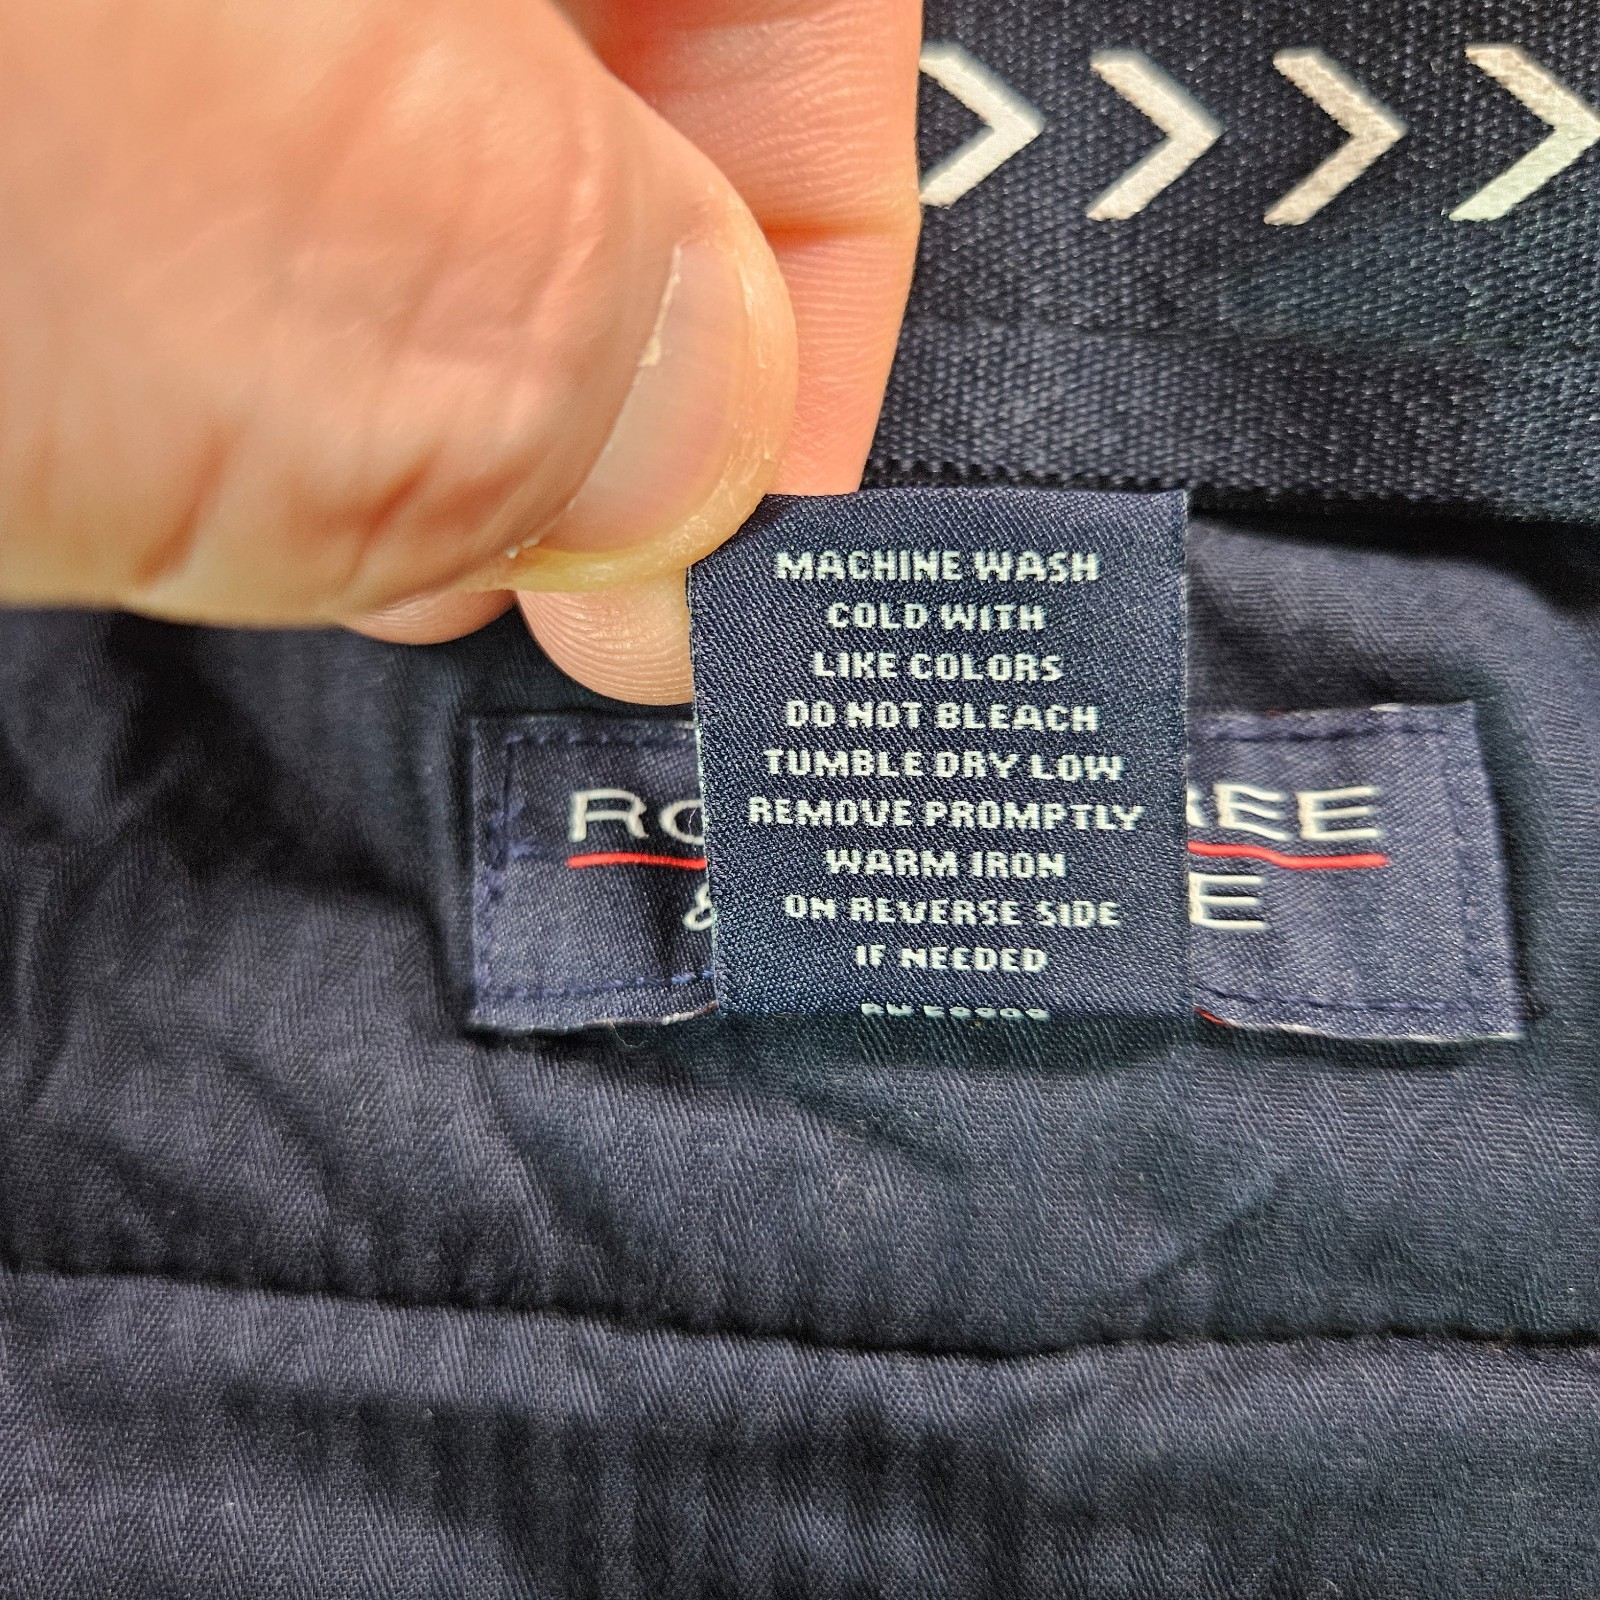 MACHINE WASH
COLD WITH
LIKE COLORS
DO NOT BLEACH
TUMBLE DRY LOW
REMOVE PROMPTLY
WARM IRON
ON REVERSE SIDE
IF NEEDED